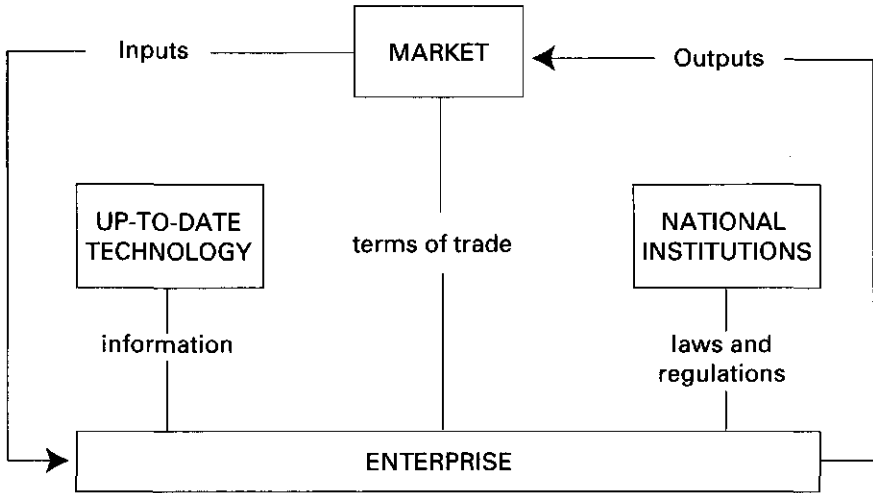 Inputs
MARKET
Outputs
UP-TO-DATE
TECHNOLOGY
terms of trade
NATIONAL
INSTITUTIONS
information
laws and
regulations
ENTERPRISE